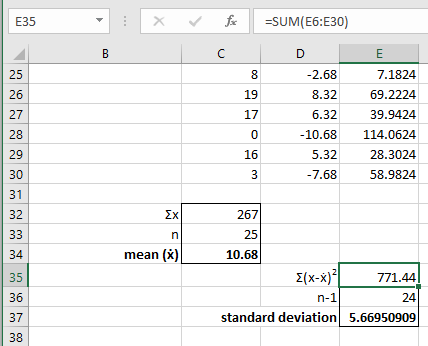 E35 =SUM(E6:E30)
B C D E
25 8 -2.68 7.1824
26 19 8.32 69.2224
27 17 6.32 39.9424
28 0 -10.68 114.0624
29 16 5.32 28.3024
30 3 -7.68 58.9824
31
32 Σx 267
33 n 25
34 mean (ẋ) 10.68
35 Σ(x-ẋ)² 771.44
36 n-1 24
37 standard deviation 5.66950909
38